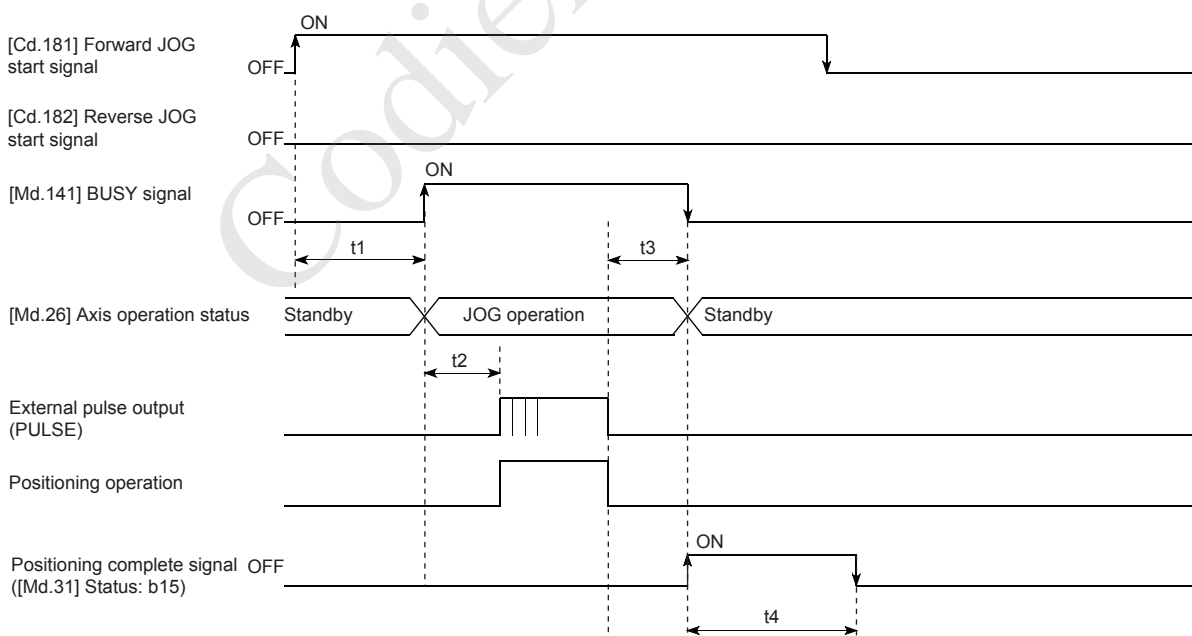 ON
[Cd.181] Forward JOG
start signal
OFF
[Cd.182] Reverse JOG
start signal
OFF
ON
[Md.141] BUSY signal
OFF
t1
t3
[Md.26] Axis operation status
Standby
JOG operation
Standby
t2
External pulse output
(PULSE)
Positioning operation
ON
Positioning complete signal
OFF
([Md.31] Status: b15)
t4